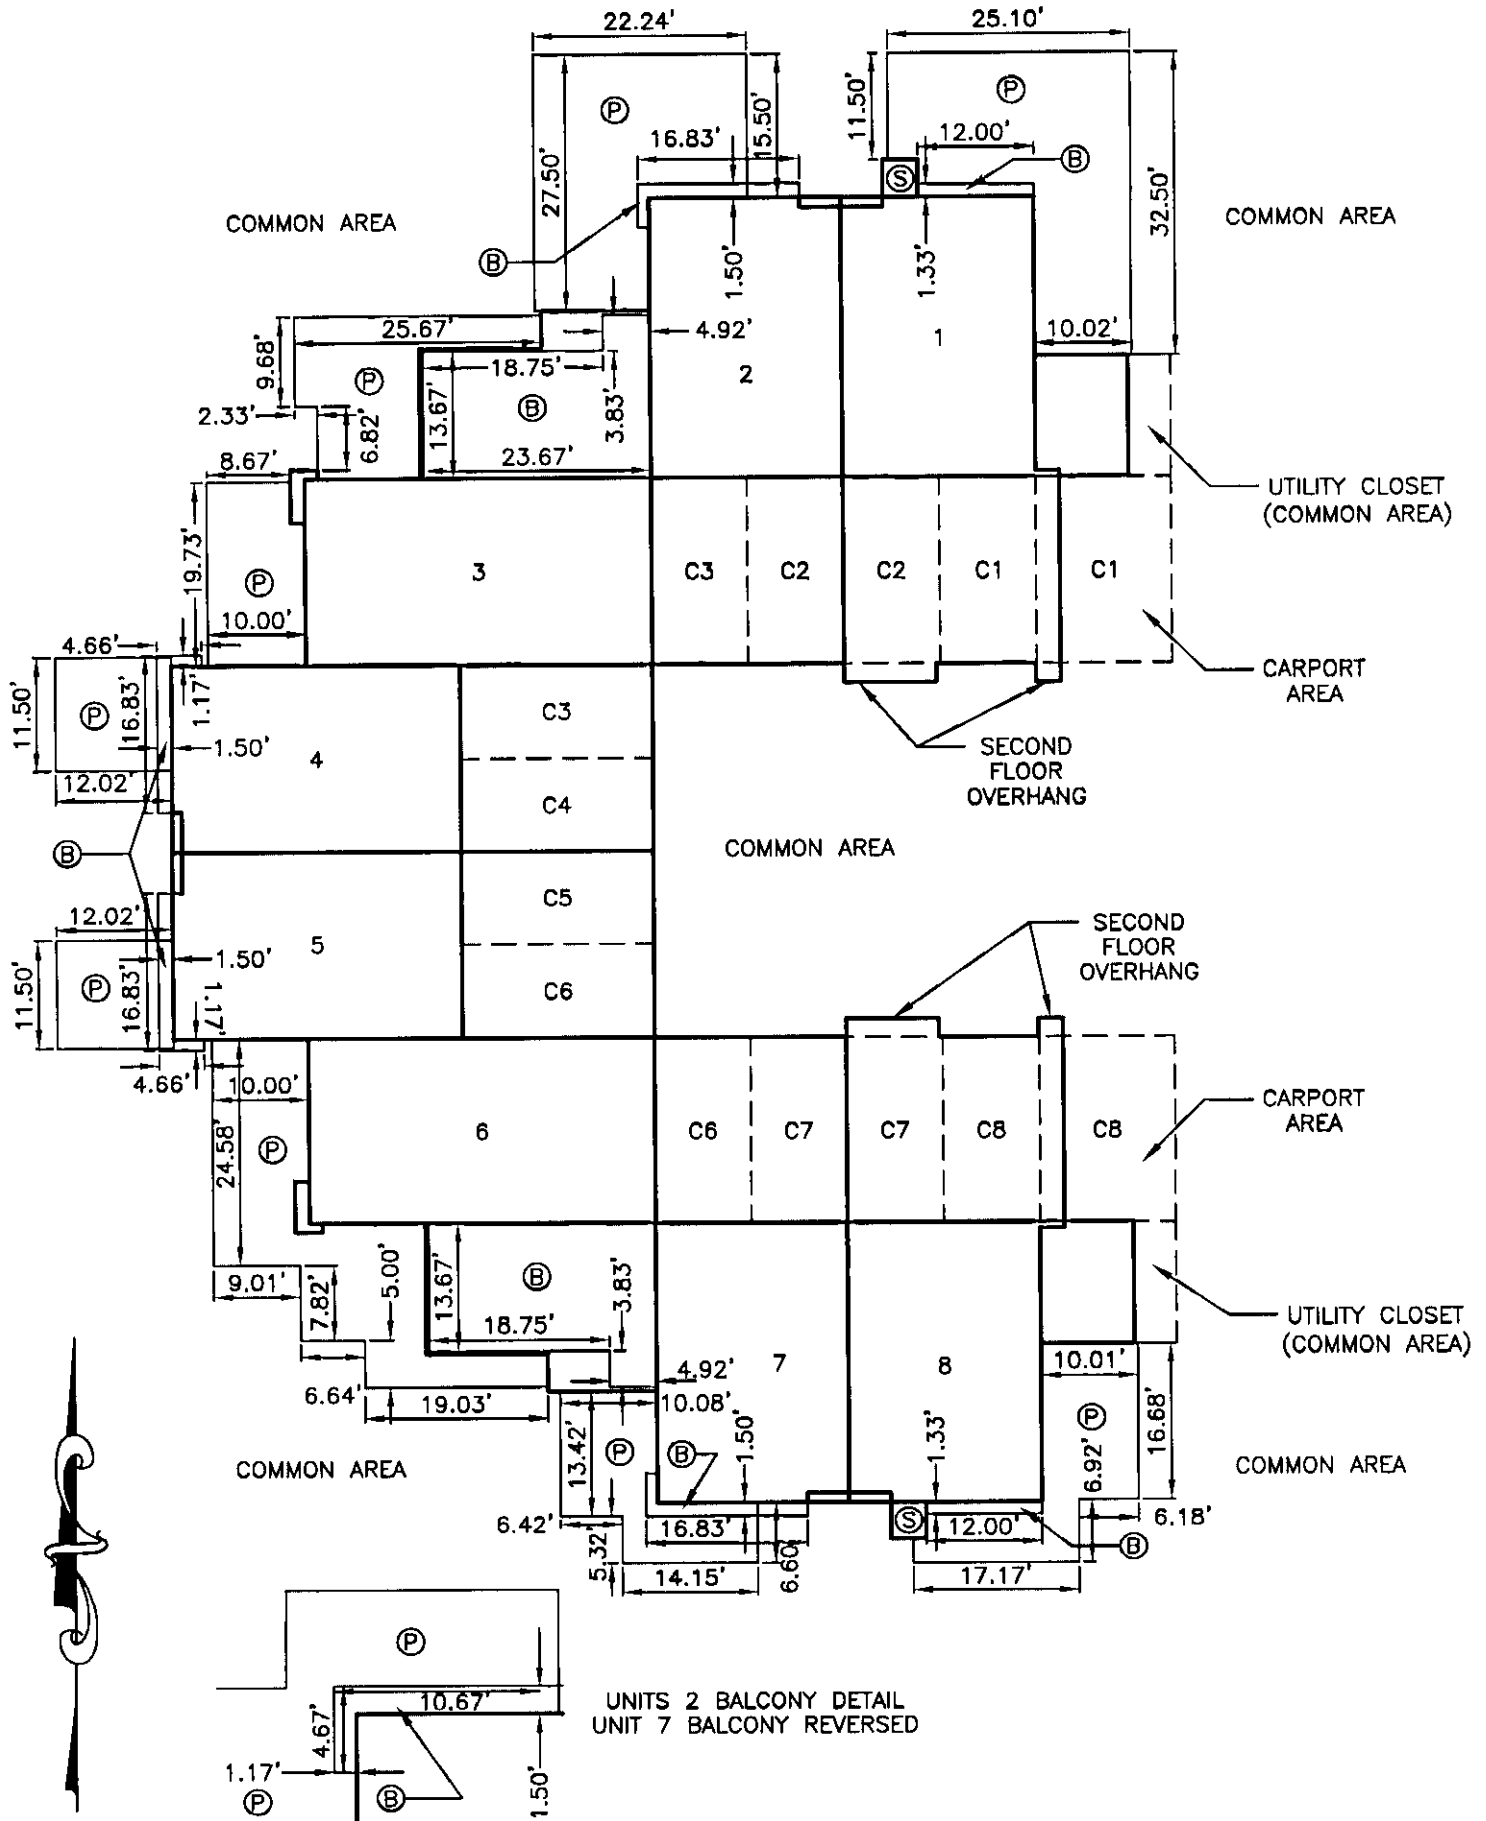 22.24'
25.10'
P
P
11.50'
15.50'
16.83'
12.00'
B
27.50'
S
32.50'
COMMON AREA
COMMON AREA
B
1.50'
1.33'
25.67'
4.92'
1
10.02'
9.68'
18.75'
2
P
B
2.33'
6.82'
13.67'
3.83'
8.67'
23.67'
UTILITY CLOSET
(COMMON AREA)
19.73'
P
3
C3
C2
C2
C1
C1
10.00'
4.66'
CARPORT
AREA
11.50'
P
16.83'
1.17'
C3
1.50'
4
SECOND
FLOOR
OVERHANG
12.02'
C4
B
COMMON AREA
C5
12.02'
5
SECOND
FLOOR
OVERHANG
1.50'
11.50'
P
16.83'
1.17'
C6
4.66'
10.00'
CARPORT
AREA
24.58'
P
6
C6
C7
C7
C8
C8
9.01'
7.82'
5.00'
13.67'
B
3.83'
18.75'
UTILITY CLOSET
(COMMON AREA)
6.64'
19.03'
4.92'
7
8
10.01'
10.08'
P
16.68'
13.42'
P
B
1.50'
1.33'
6.92'
COMMON AREA
COMMON AREA
6.42'
5.32'
16.83'
6.60'
S
12.00'
6.18'
B
14.15'
17.17'
P
10.67'
4.67'
UNITS 2 BALCONY DETAIL
UNIT 7 BALCONY REVERSED
1.17'
P
B
1.50'